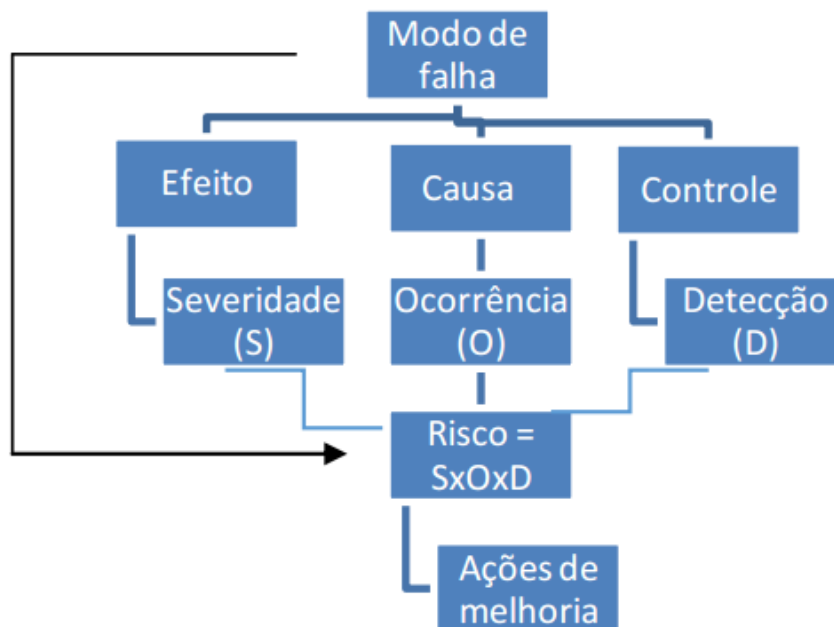 Modo de
falha
Efeito
Causa
Controle
Severidade
(S)
Ocorrência
(O)
Detecção
(D)
Risco =
SxOxD
Ações de
melhoria